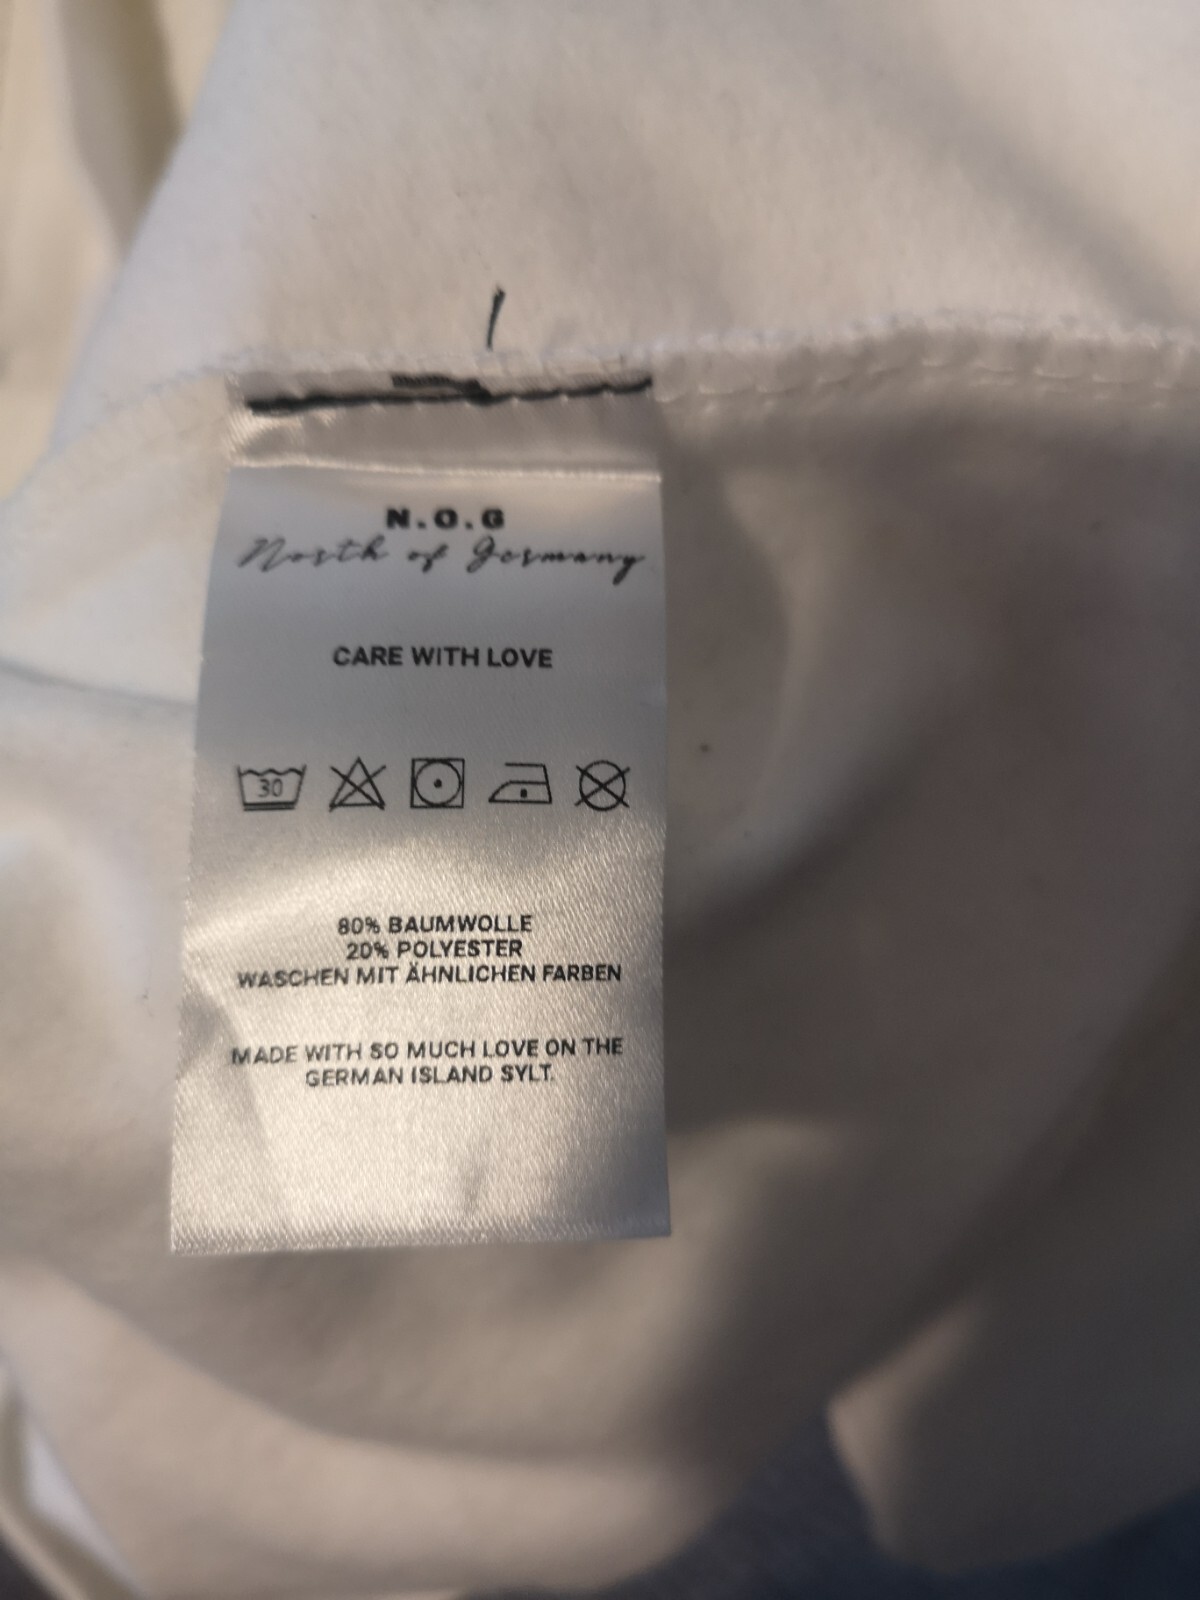 N.O.G
North of Germany
CARE WITH LOVE
30
80% BAUMWOLLE
20% POLYESTER
WASCHEN MIT ÄHNLICHEN FARBEN
MADE WITH SO MUCH LOVE ON THE
GERMAN ISLAND SYLT.